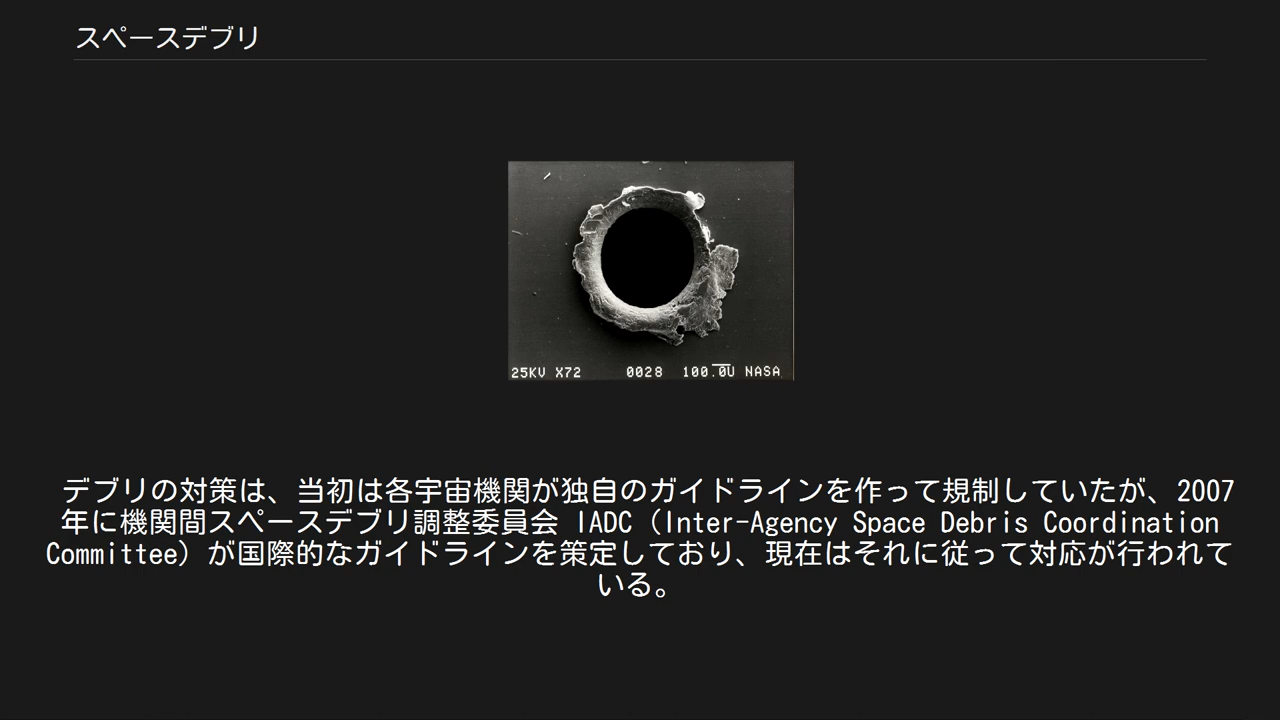 スペースデブリ
25KV X72 0028 100.0U NASA
デブリの対策は、当初は各宇宙機関が独自のガイドラインを作って規制していたが、2007
年に機関間スペースデブリ調整委員会 IADC（Inter-Agency Space Debris Coordination
Committee）が国際的なガイドラインを策定しており、現在はそれに従って対応が行われて
いる。